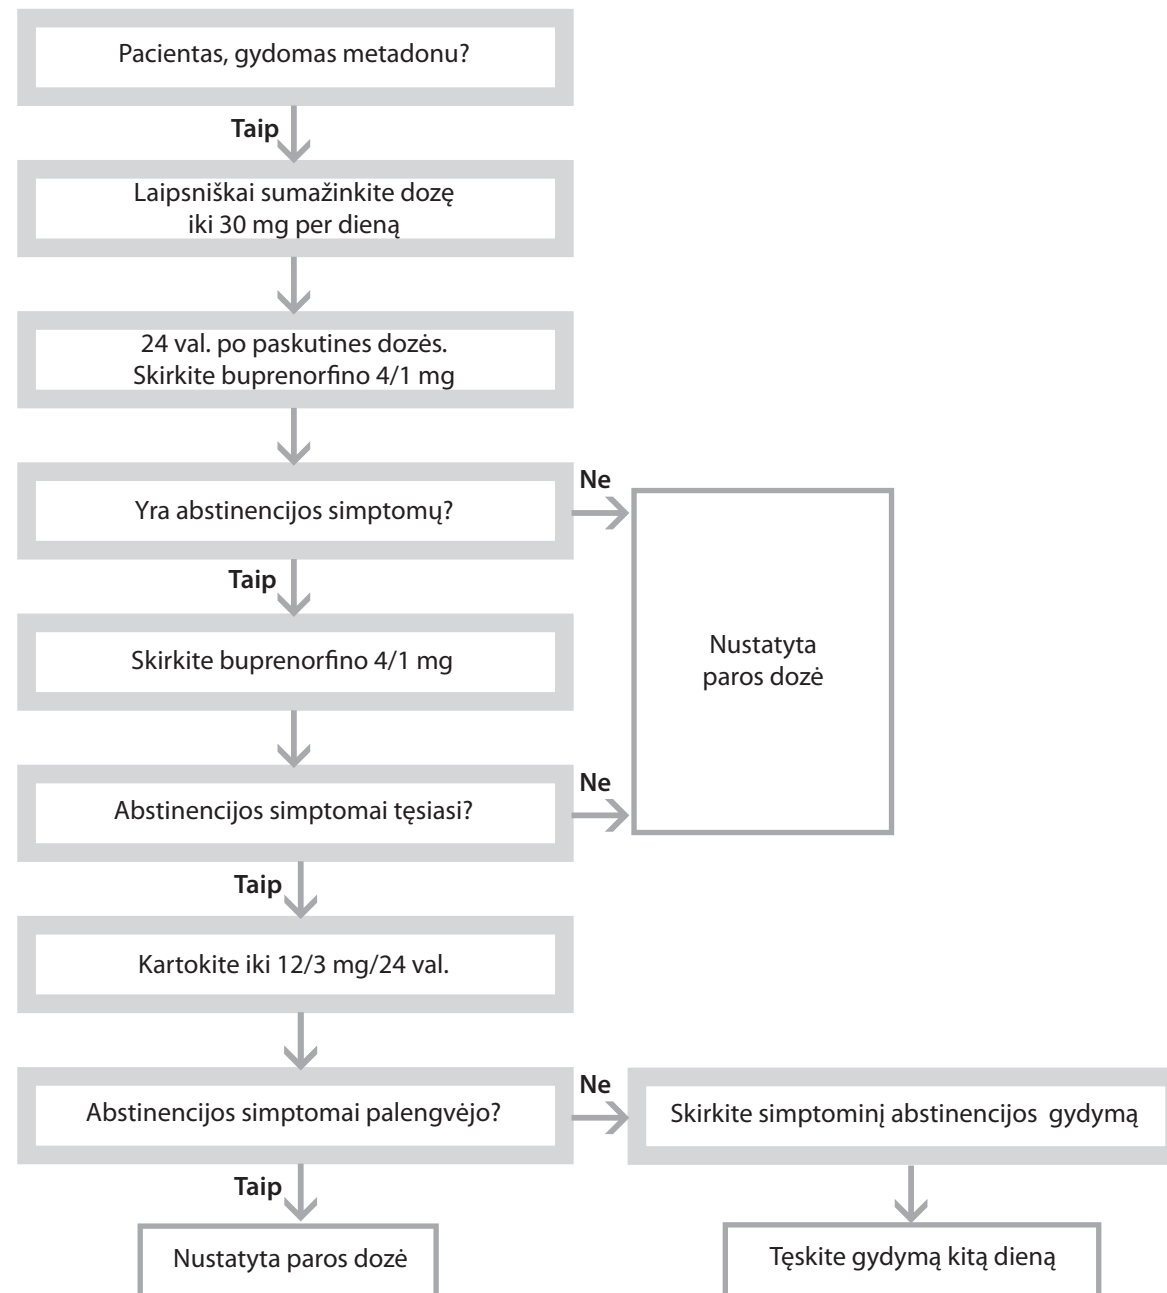 Pacientas, gydomas metadonu?
Taip
Laipsniškai sumažinkite dozę
iki 30 mg per dieną
24 val. po paskutines dozės.
Skirkite buprenorfino 4/1 mg
Yra abstinencijos simptomų?
Ne
Taip
Skirkite buprenorfino 4/1 mg
Nustatyta
paros dozė
Abstinencijos simptomai tęsiasi?
Ne
Taip
Kartokite iki 12/3 mg/24 val.
Abstinencijos simptomai palengvėjo?
Ne
Skirkite simptominį abstinencijos gydymą
Taip
Nustatyta paros dozė
Tęskite gydymą kitą dieną